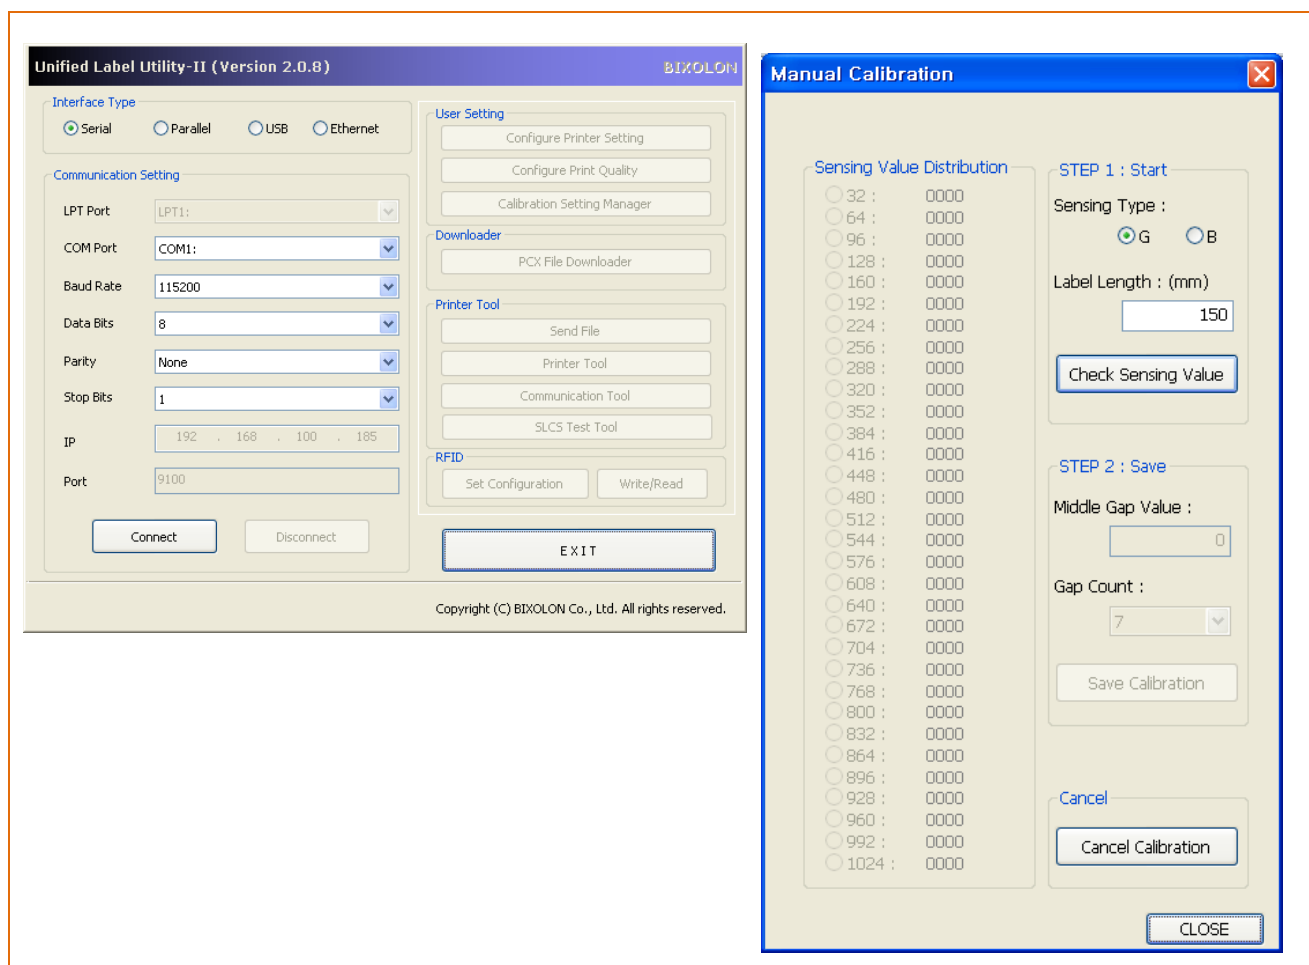 Unified Label Utility-II (Version 2.0.8)
BIXOLON
Interface Type
Serial Parallel USB Ethernet
Communication Setting
LPT Port LPT1:
COM Port COM1:
Baud Rate 115200
Data Bits 8
Parity None
Stop Bits 1
IP 192 . 168 . 100 . 185
Port 9100
Connect Disconnect
User Setting
Configure Printer Setting
Configure Print Quality
Calibration Setting Manager
Downloader
PCX File Downloader
Printer Tool
Send File
Printer Tool
Communication Tool
SLCS Test Tool
RFID
Set Configuration Write/Read
EXIT
Copyright (C) BIXOLON Co., Ltd. All rights reserved.
Manual Calibration
Sensing Value Distribution
32 : 0000
64 : 0000
96 : 0000
128 : 0000
160 : 0000
192 : 0000
224 : 0000
256 : 0000
288 : 0000
320 : 0000
352 : 0000
384 : 0000
416 : 0000
448 : 0000
480 : 0000
512 : 0000
544 : 0000
576 : 0000
608 : 0000
640 : 0000
672 : 0000
704 : 0000
736 : 0000
768 : 0000
800 : 0000
832 : 0000
864 : 0000
896 : 0000
928 : 0000
960 : 0000
992 : 0000
1024 : 0000
STEP 1 : Start
Sensing Type :
G B
Label Length : (mm)
150
Check Sensing Value
STEP 2 : Save
Middle Gap Value :
0
Gap Count :
7
Save Calibration
Cancel
Cancel Calibration
CLOSE